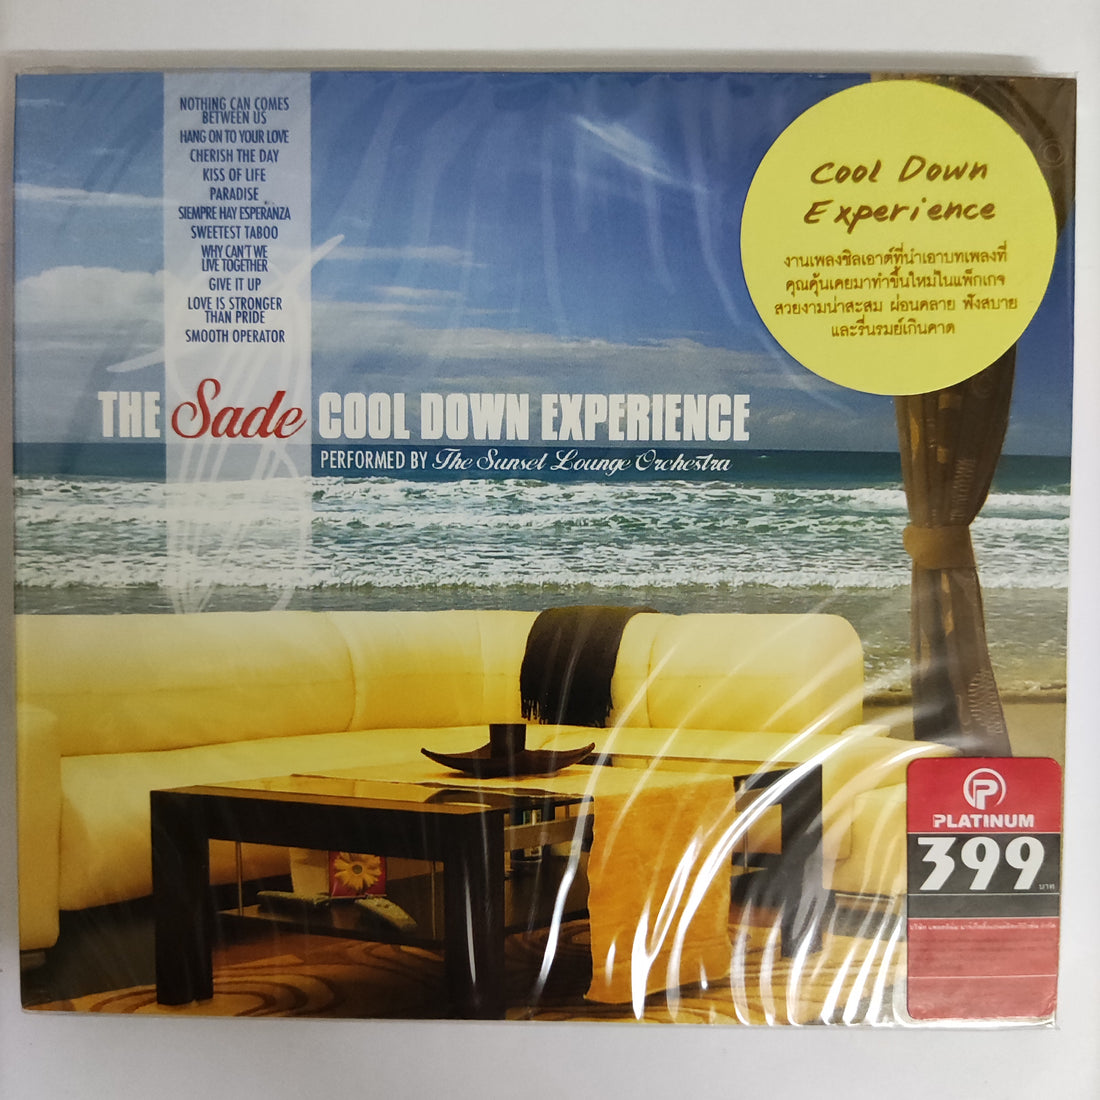 NOTHING CAN COMES
BETWEEN US
HANG ON TO YOUR LOVE
CHERISH THE DAY
KISS OF LIFE
PARADISE
SIEMPRE HAY ESPERANZA
SWEETEST TABOO
WHY CAN'T WE
LIVE TOGETHER
GIVE IT UP
LOVE IS STRONGER
THAN PRIDE
SMOOTH OPERATOR
THE Sade COOL DOWN EXPERIENCE
PERFORMED BY The Sunset Lounge Orchestra
Cool Down
Experience
งานเพลงชิลเอาต์ที่นำเอาบทเพลงที่
คุณคุ้นเคยมาทำขึ้นใหม่ในแพ็กเกจ
สวยงามน่าสะสม ผ่อนคลาย ฟังสบาย
และรื่นรมย์เกินคาด
P
PLATINUM
399
บาท